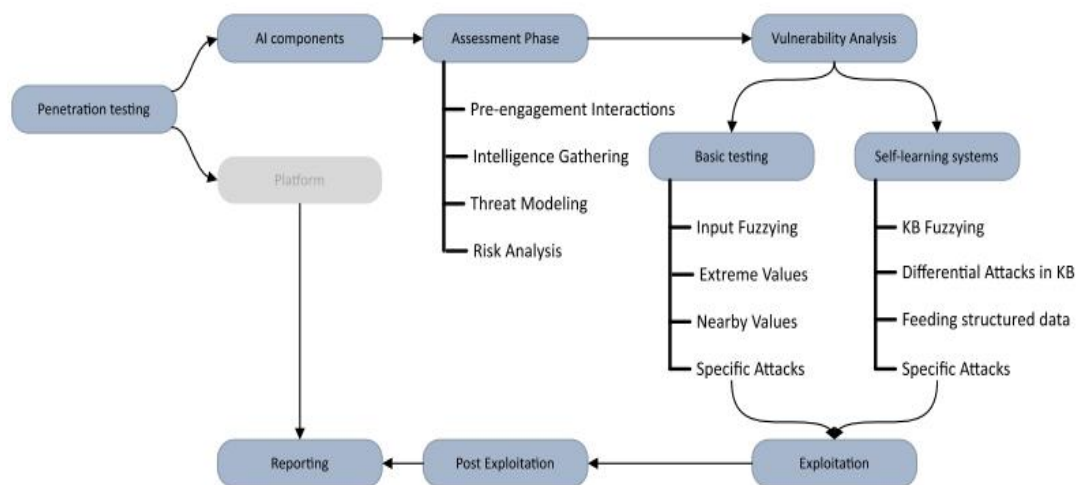 AI components
Assessment Phase
Vulnerability Analysis
Penetration testing
Platform
Pre-engagement Interactions
Intelligence Gathering
Threat Modeling
Risk Analysis
Basic testing
Input Fuzzying
Extreme Values
Nearby Values
Specific Attacks
Self-learning systems
KB Fuzzying
Differential Attacks in KB
Feeding structured data
Specific Attacks
Reporting
Post Exploitation
Exploitation